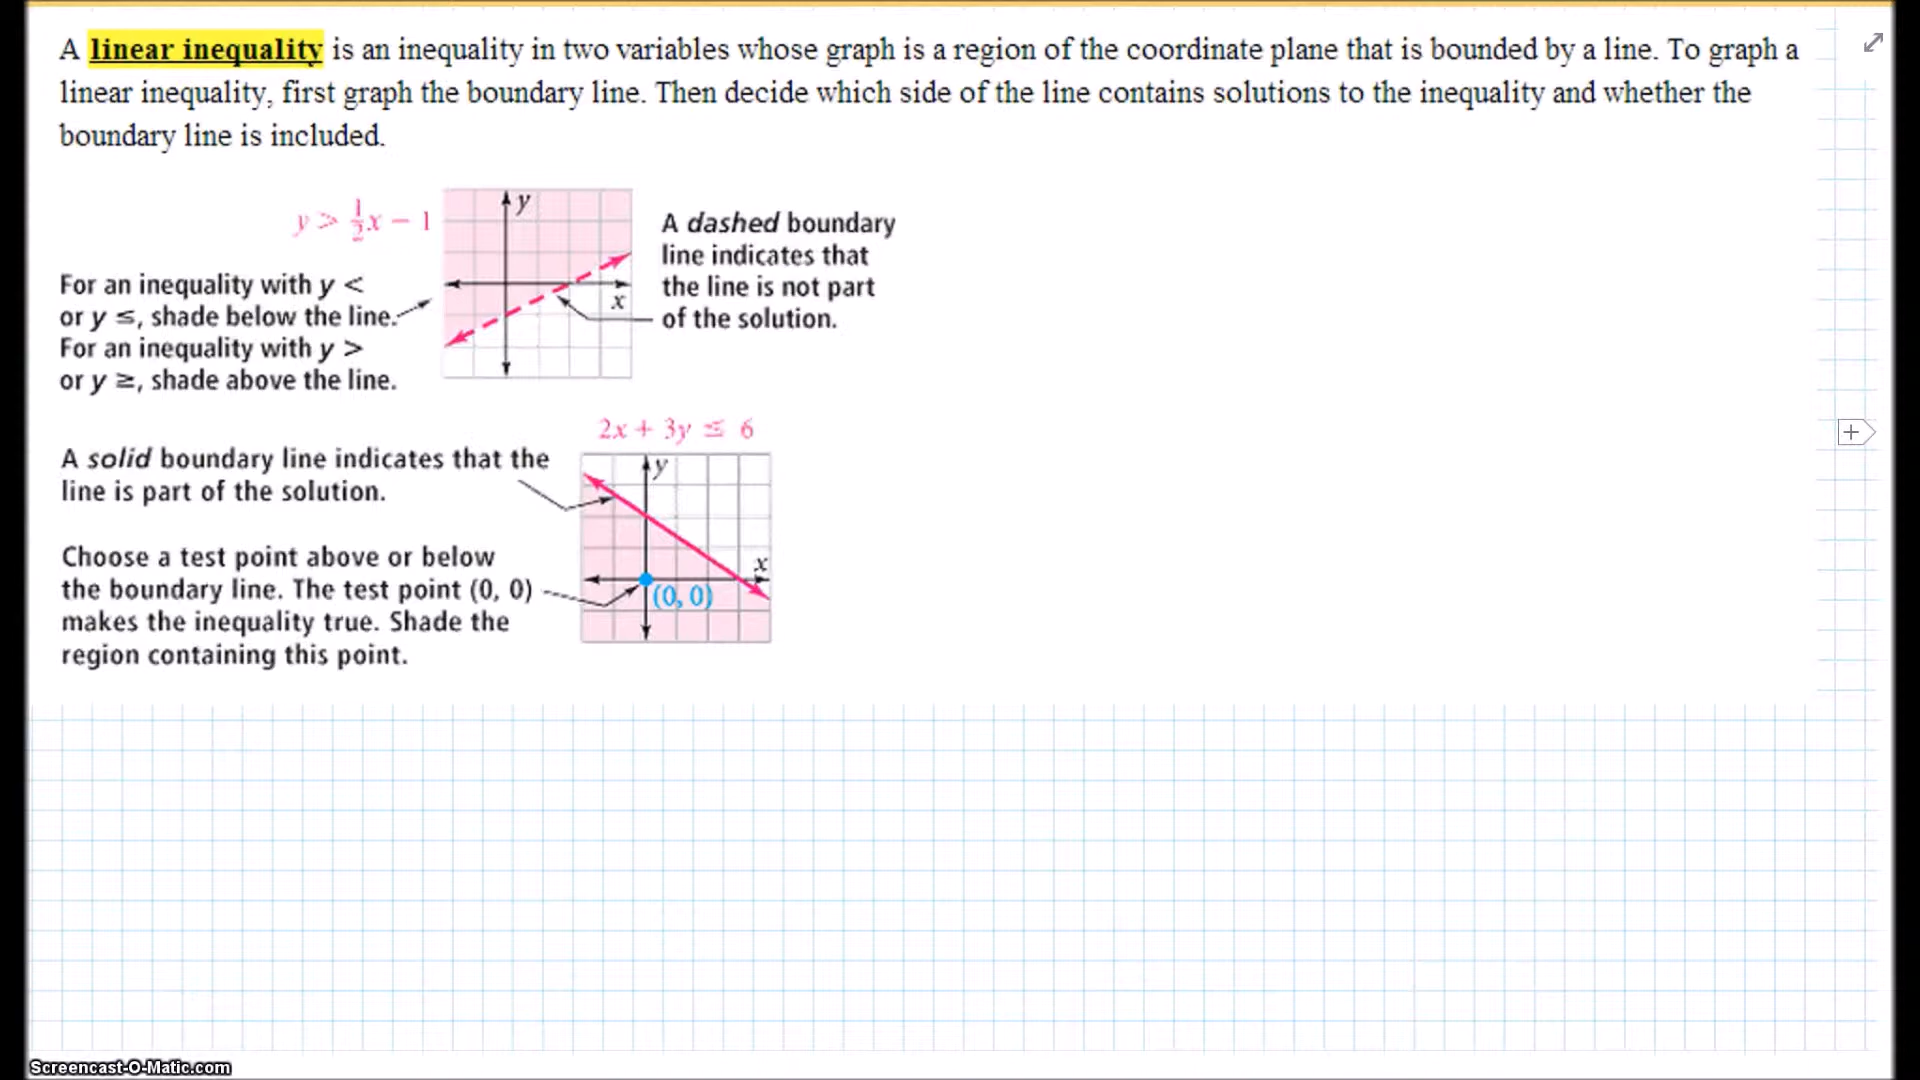 A linear inequality is an inequality in two variables whose graph is a region of the coordinate plane that is bounded by a line. To graph a
linear inequality, first graph the boundary line. Then decide which side of the line contains solutions to the inequality and whether the
boundary line is included.
y > 1/2x − 1
y
x
A dashed boundary
line indicates that
the line is not part
of the solution.
For an inequality with y <
or y ≤, shade below the line.
For an inequality with y >
or y ≥, shade above the line.
2x + 3y ≤ 6
A solid boundary line indicates that the
line is part of the solution.
y
x
(0, 0)
Choose a test point above or below
the boundary line. The test point (0, 0)
makes the inequality true. Shade the
region containing this point.
Screencast-O-Matic.com